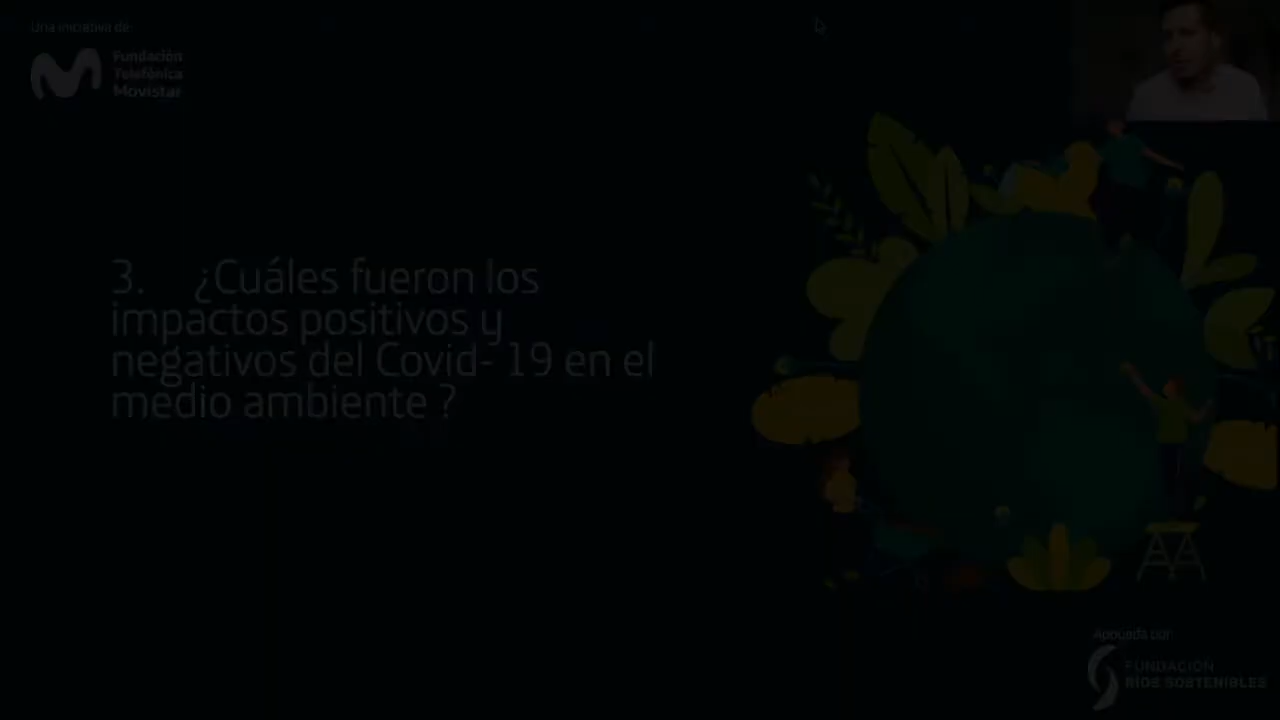 Una iniciativa de:
Fundación
Telefónica
Movistar
3. ¿Cuáles fueron los
impactos positivos y
negativos del Covid- 19 en el
medio ambiente ?
Apoyada por:
FUNDACIÓN
RÍOS SOSTENIBLES